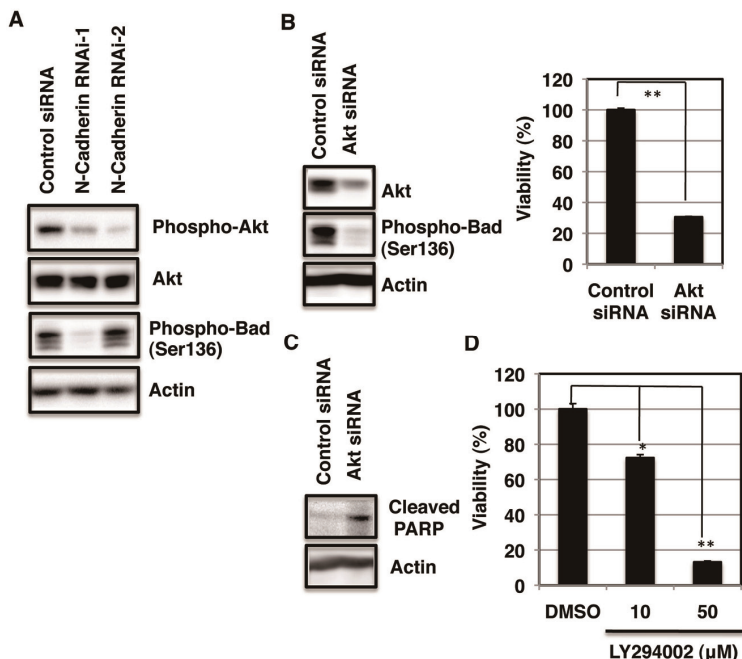 A
Control siRNA
N-Cadherin RNAi-1
N-Cadherin RNAi-2
Phospho-Akt
Akt
Phospho-Bad
(Ser136)
Actin
B
Control siRNA
Akt siRNA
Akt
Phospho-Bad
(Ser136)
Actin
Viability (%)
120
100
80
60
40
20
0
**
Control
siRNA
Akt
siRNA
C
Control siRNA
Akt siRNA
Cleaved
PARP
Actin
D
Viability (%)
120
100
80
60
40
20
0
*
**
DMSO
10
50
LY294002 (µM)